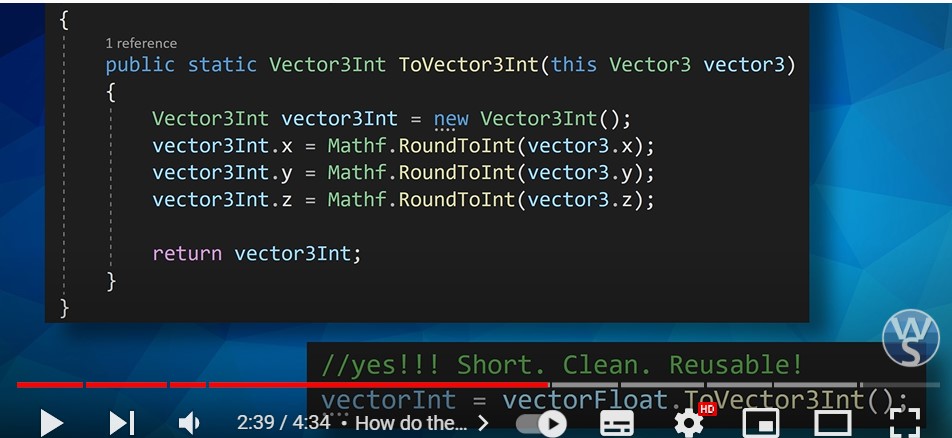 {
1 reference
public static Vector3Int ToVector3Int(this Vector3 vector3)
{
Vector3Int vector3Int = new Vector3Int();
vector3Int.x = Mathf.RoundToInt(vector3.x);
vector3Int.y = Mathf.RoundToInt(vector3.y);
vector3Int.z = Mathf.RoundToInt(vector3.z);
return vector3Int;
}
}
WS
//yes!!! Short. Clean. Reusable!
vectorInt = vectorFloat.ToVector3Int();
2:39 / 4:34 • How do the...
HD